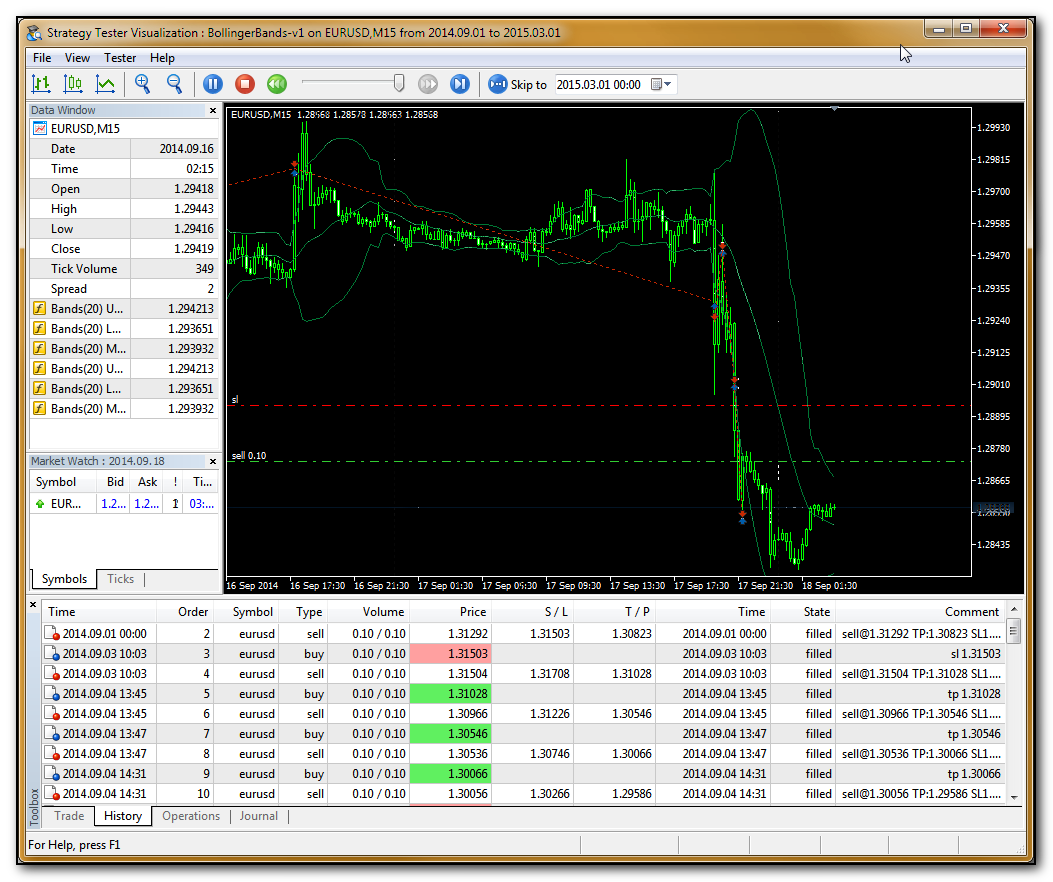 Strategy Tester Visualization : BollingerBands-v1 on EURUSD,M15 from 2014.09.01 to 2015.03.01
File View Tester Help
Skip to 2015.03.01 00:00
Data Window
EURUSD,M15
Date 2014.09.16
Time 02:15
Open 1.29418
High 1.29443
Low 1.29416
Close 1.29419
Tick Volume 349
Spread 2
Bands(20) U... 1.294213
Bands(20) L... 1.293651
Bands(20) M... 1.293932
Bands(20) U... 1.294213
Bands(20) L... 1.293651
Bands(20) M... 1.293932
Market Watch : 2014.09.18
Symbol Bid Ask ! Ti...
EUR... 1.2... 1.2... 03:...
Symbols Ticks
EURUSD,M15
1.29930
1.29815
1.29700
1.29585
1.29470
1.29355
1.29240
1.29125
1.29010
1.28895
1.28780
1.28665
1.28435
sl
sell 0.10
16 Sep 2014 16 Sep 17:30 16 Sep 21:30 17 Sep 01:30 17 Sep 09:30 17 Sep 13:30 17 Sep 17:30 17 Sep 21:30 18 Sep 01:30
Time Order Symbol Type Volume Price S / L T / P Time State Comment
2014.09.01 00:00 2 eurusd sell 0.10 / 0.10 1.31292 1.31503 1.30823 2014.09.01 00:00 filled sell@1.31292 TP:1.30823 SL1....
2014.09.03 10:03 3 eurusd buy 0.10 / 0.10 1.31503 2014.09.03 10:03 filled sl 1.31503
2014.09.03 10:03 4 eurusd sell 0.10 / 0.10 1.31504 1.31708 1.31028 2014.09.03 10:03 filled sell@1.31504 TP:1.31028 SL1....
2014.09.04 13:45 5 eurusd buy 0.10 / 0.10 1.31028 2014.09.04 13:45 filled tp 1.31028
2014.09.04 13:45 6 eurusd sell 0.10 / 0.10 1.30966 1.31226 1.30546 2014.09.04 13:45 filled sell@1.30966 TP:1.30546 SL1....
2014.09.04 13:47 7 eurusd buy 0.10 / 0.10 1.30546 2014.09.04 13:47 filled tp 1.30546
2014.09.04 13:47 8 eurusd sell 0.10 / 0.10 1.30536 1.30746 1.30066 2014.09.04 13:47 filled sell@1.30536 TP:1.30066 SL1....
2014.09.04 14:31 9 eurusd buy 0.10 / 0.10 1.30066 2014.09.04 14:31 filled tp 1.30066
2014.09.04 14:31 10 eurusd sell 0.10 / 0.10 1.30056 1.30266 1.29586 2014.09.04 14:31 filled sell@1.30056 TP:1.29586 SL1....
Toolbox
Trade History Operations Journal
For Help, press F1